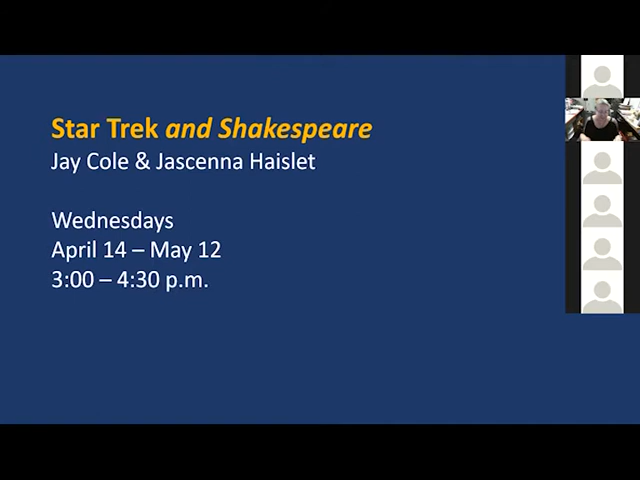 Star Trek and Shakespeare
Jay Cole & Jascenna Haislet
Wednesdays
April 14 – May 12
3:00 – 4:30 p.m.